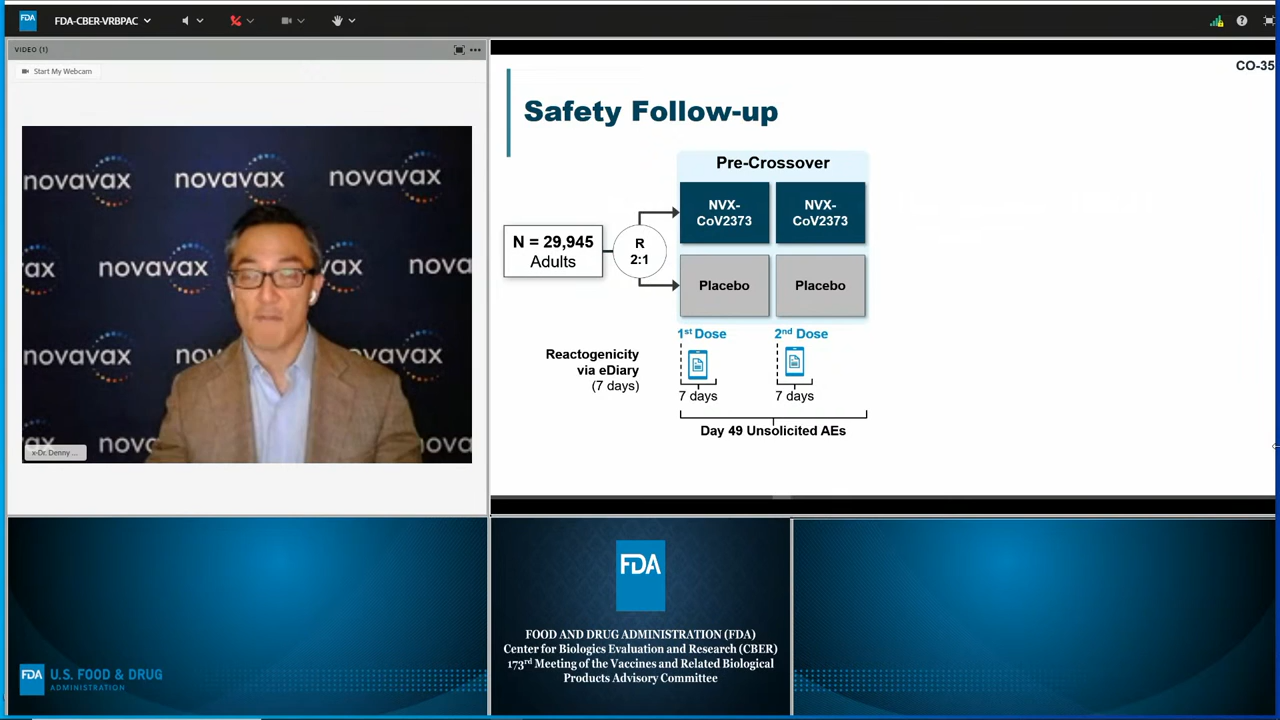 FDA
FDA-CBER-VRBPAC
VIDEO (1)
Start My Webcam
novavax
novavax
novavax
novavax
novavax
novavax
x-Dr. Denny ...
CO-35
Safety Follow-up
Pre-Crossover
N = 29,945
Adults
R
2:1
NVX-
CoV2373
NVX-
CoV2373
Placebo
Placebo
1st Dose
2nd Dose
Reactogenicity
via eDiary
(7 days)
7 days
7 days
Day 49 Unsolicited AEs
FDA
U.S. FOOD & DRUG
ADMINISTRATION
FDA
FOOD AND DRUG ADMINISTRATION (FDA)
Center for Biologics Evaluation and Research (CBER)
173rd Meeting of the Vaccines and Related Biological
Products Advisory Committee